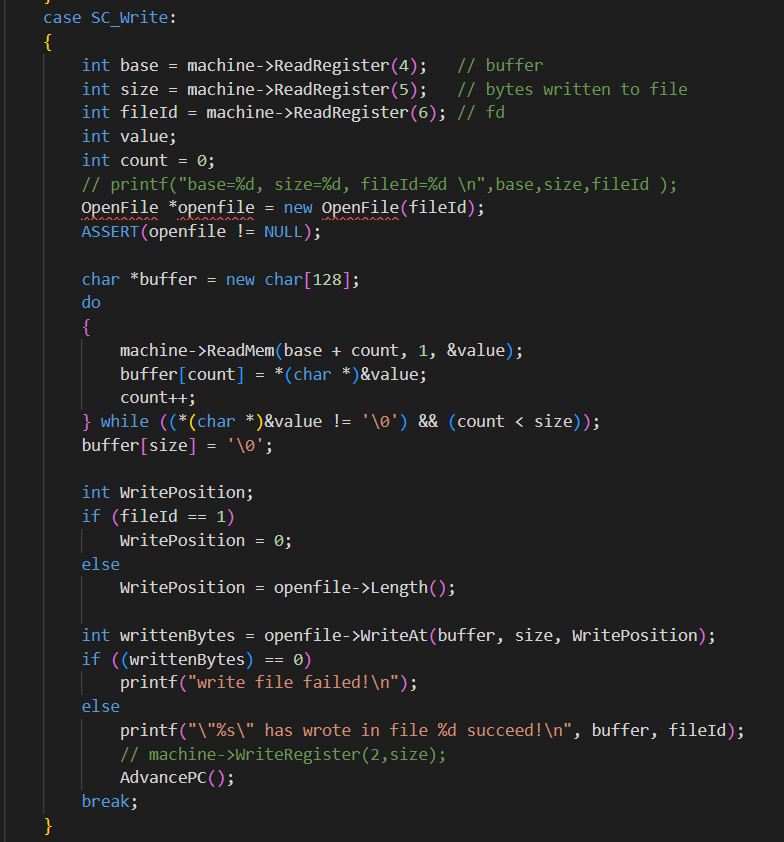 case SC_Write:
{
int base = machine->ReadRegister(4);   // buffer
int size = machine->ReadRegister(5);   // bytes written to file
int fileId = machine->ReadRegister(6); // fd
int value;
int count = 0;
// printf("base=%d, size=%d, fileId=%d \n",base,size,fileId );
OpenFile *openfile = new OpenFile(fileId);
ASSERT(openfile != NULL);
char *buffer = new char[128];
do
{
machine->ReadMem(base + count, 1, &value);
buffer[count] = *(char *)&value;
count++;
} while ((*(char *)&value != '\0') && (count < size));
buffer[size] = '\0';
int WritePosition;
if (fileId == 1)
WritePosition = 0;
else
WritePosition = openfile->Length();
int writtenBytes = openfile->WriteAt(buffer, size, WritePosition);
if ((writtenBytes) == 0)
printf("write file failed!\n");
else
printf("\"%s\" has wrote in file %d succeed!\n", buffer, fileId);
// machine->WriteRegister(2,size);
AdvancePC();
break;
}